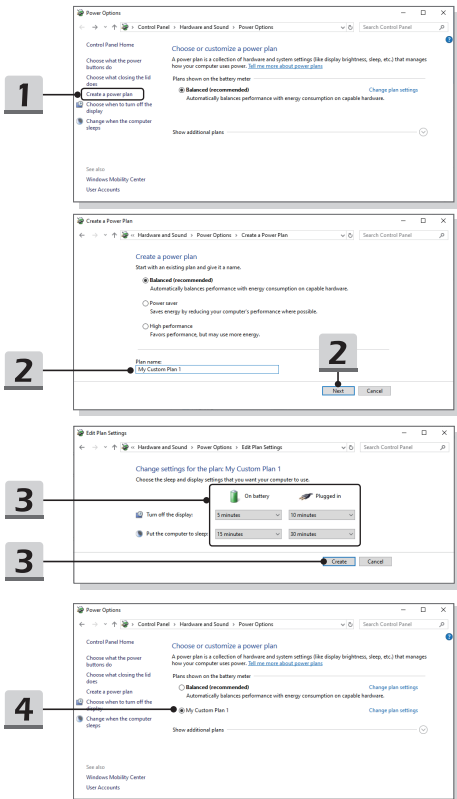 Power Options
Control Panel > Hardware and Sound > Power Options
Search Control Panel
Control Panel Home
Choose what the power
buttons do
Choose what closing the lid
does
Create a power plan
Choose when to turn off the
display
Change when the computer
sleeps
See also
Windows Mobility Center
User Accounts
Choose or customize a power plan
A power plan is a collection of hardware and system settings (like display brightness, sleep, etc.) that manages
how your computer uses power. Tell me more about power plans
Plans shown on the battery meter
Balanced (recommended) Change plan settings
Automatically balances performance with energy consumption on capable hardware.
Show additional plans
1
Create a Power Plan
« Hardware and Sound > Power Options > Create a Power Plan
Search Control Panel
Create a power plan
Start with an existing plan and give it a name.
Balanced (recommended)
Automatically balances performance with energy consumption on capable hardware.
Power saver
Saves energy by reducing your computer's performance where possible.
High performance
Favors performance, but may use more energy.
Plan name:
My Custom Plan 1
2
2
Next Cancel
Edit Plan Settings
« Hardware and Sound > Power Options > Edit Plan Settings
Search Control Panel
Change settings for the plan: My Custom Plan 1
Choose the sleep and display settings that you want your computer to use.
On battery Plugged in
Turn off the display: 5 minutes 10 minutes
Put the computer to sleep: 15 minutes 30 minutes
3
3
Create Cancel
Power Options
Control Panel > Hardware and Sound > Power Options
Search Control Panel
Control Panel Home
Choose what the power
buttons do
Choose what closing the lid
does
Create a power plan
Choose when to turn off the
display
Change when the computer
sleeps
See also
Windows Mobility Center
User Accounts
Choose or customize a power plan
A power plan is a collection of hardware and system settings (like display brightness, sleep, etc.) that manages
how your computer uses power. Tell me more about power plans
Plans shown on the battery meter
Balanced (recommended) Change plan settings
Automatically balances performance with energy consumption on capable hardware.
4
My Custom Plan 1 Change plan settings
Show additional plans